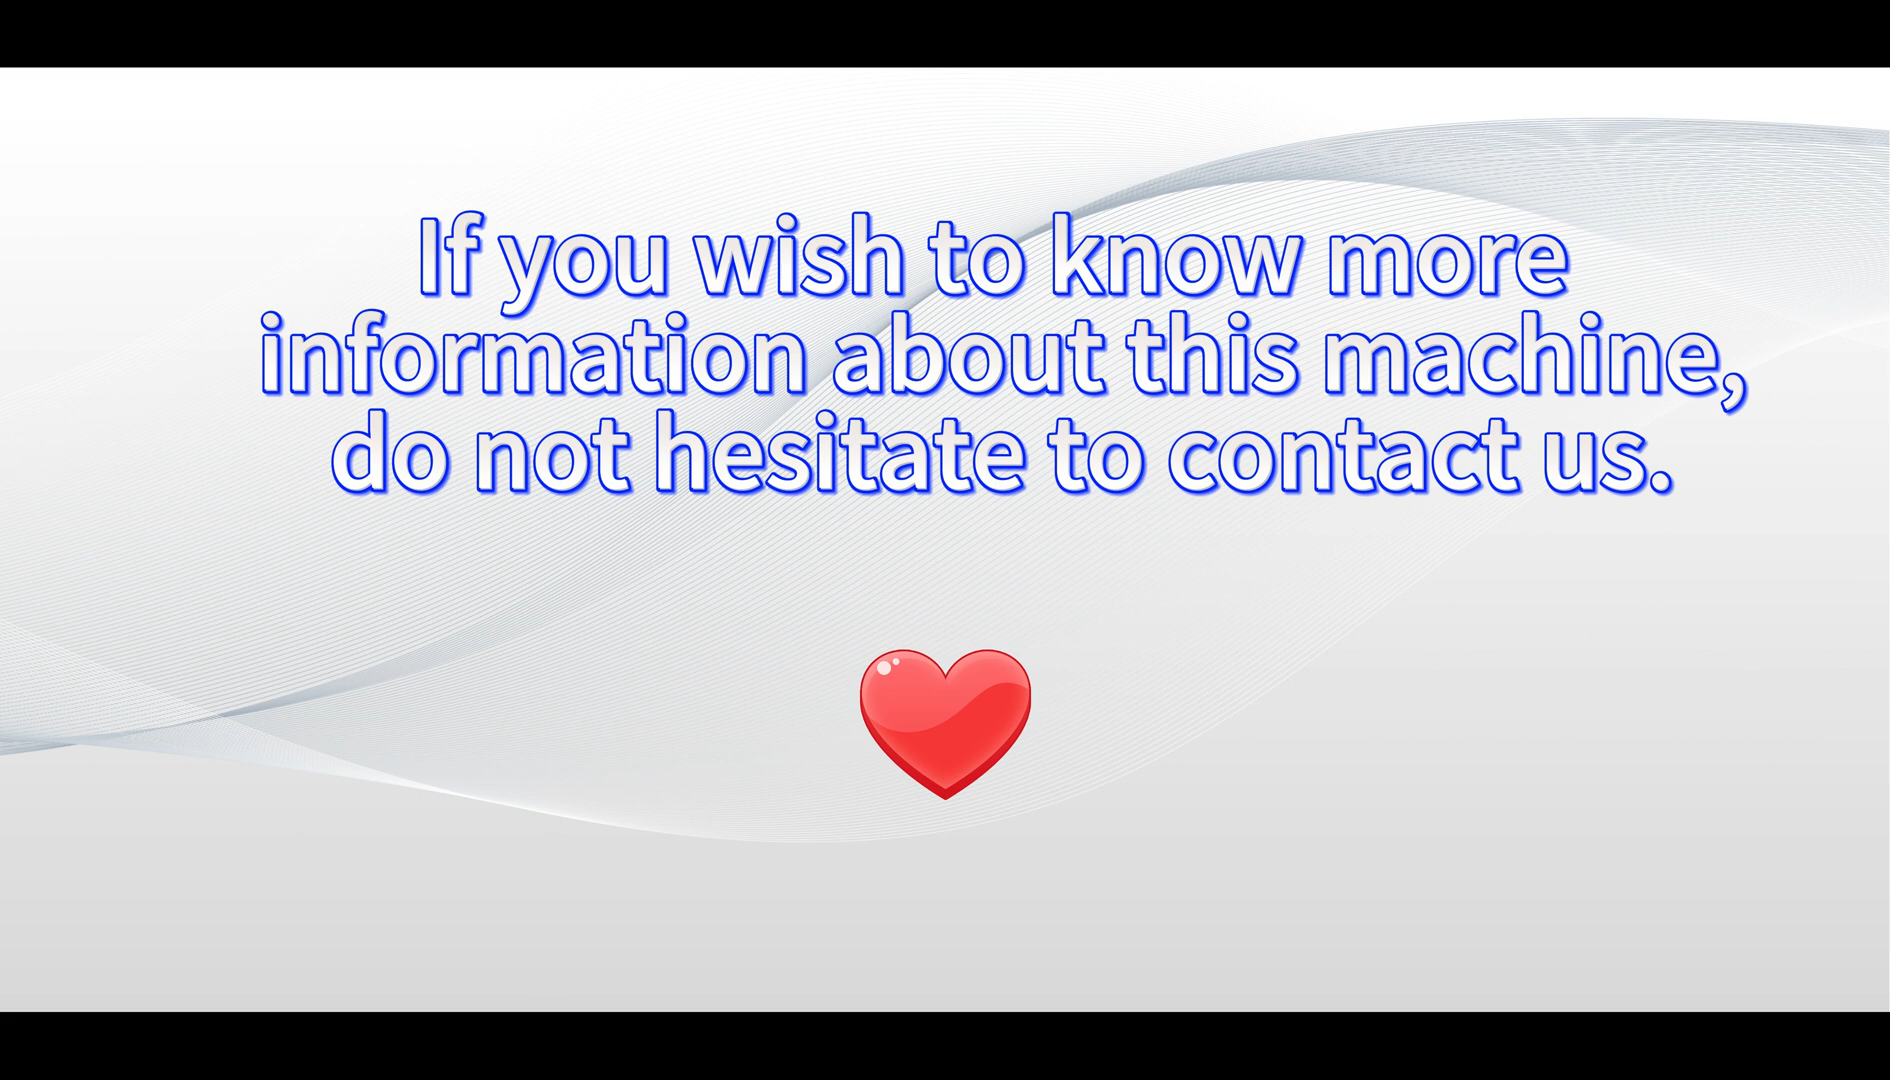 If you wish to know more
information about this machine,
do not hesitate to contact us.